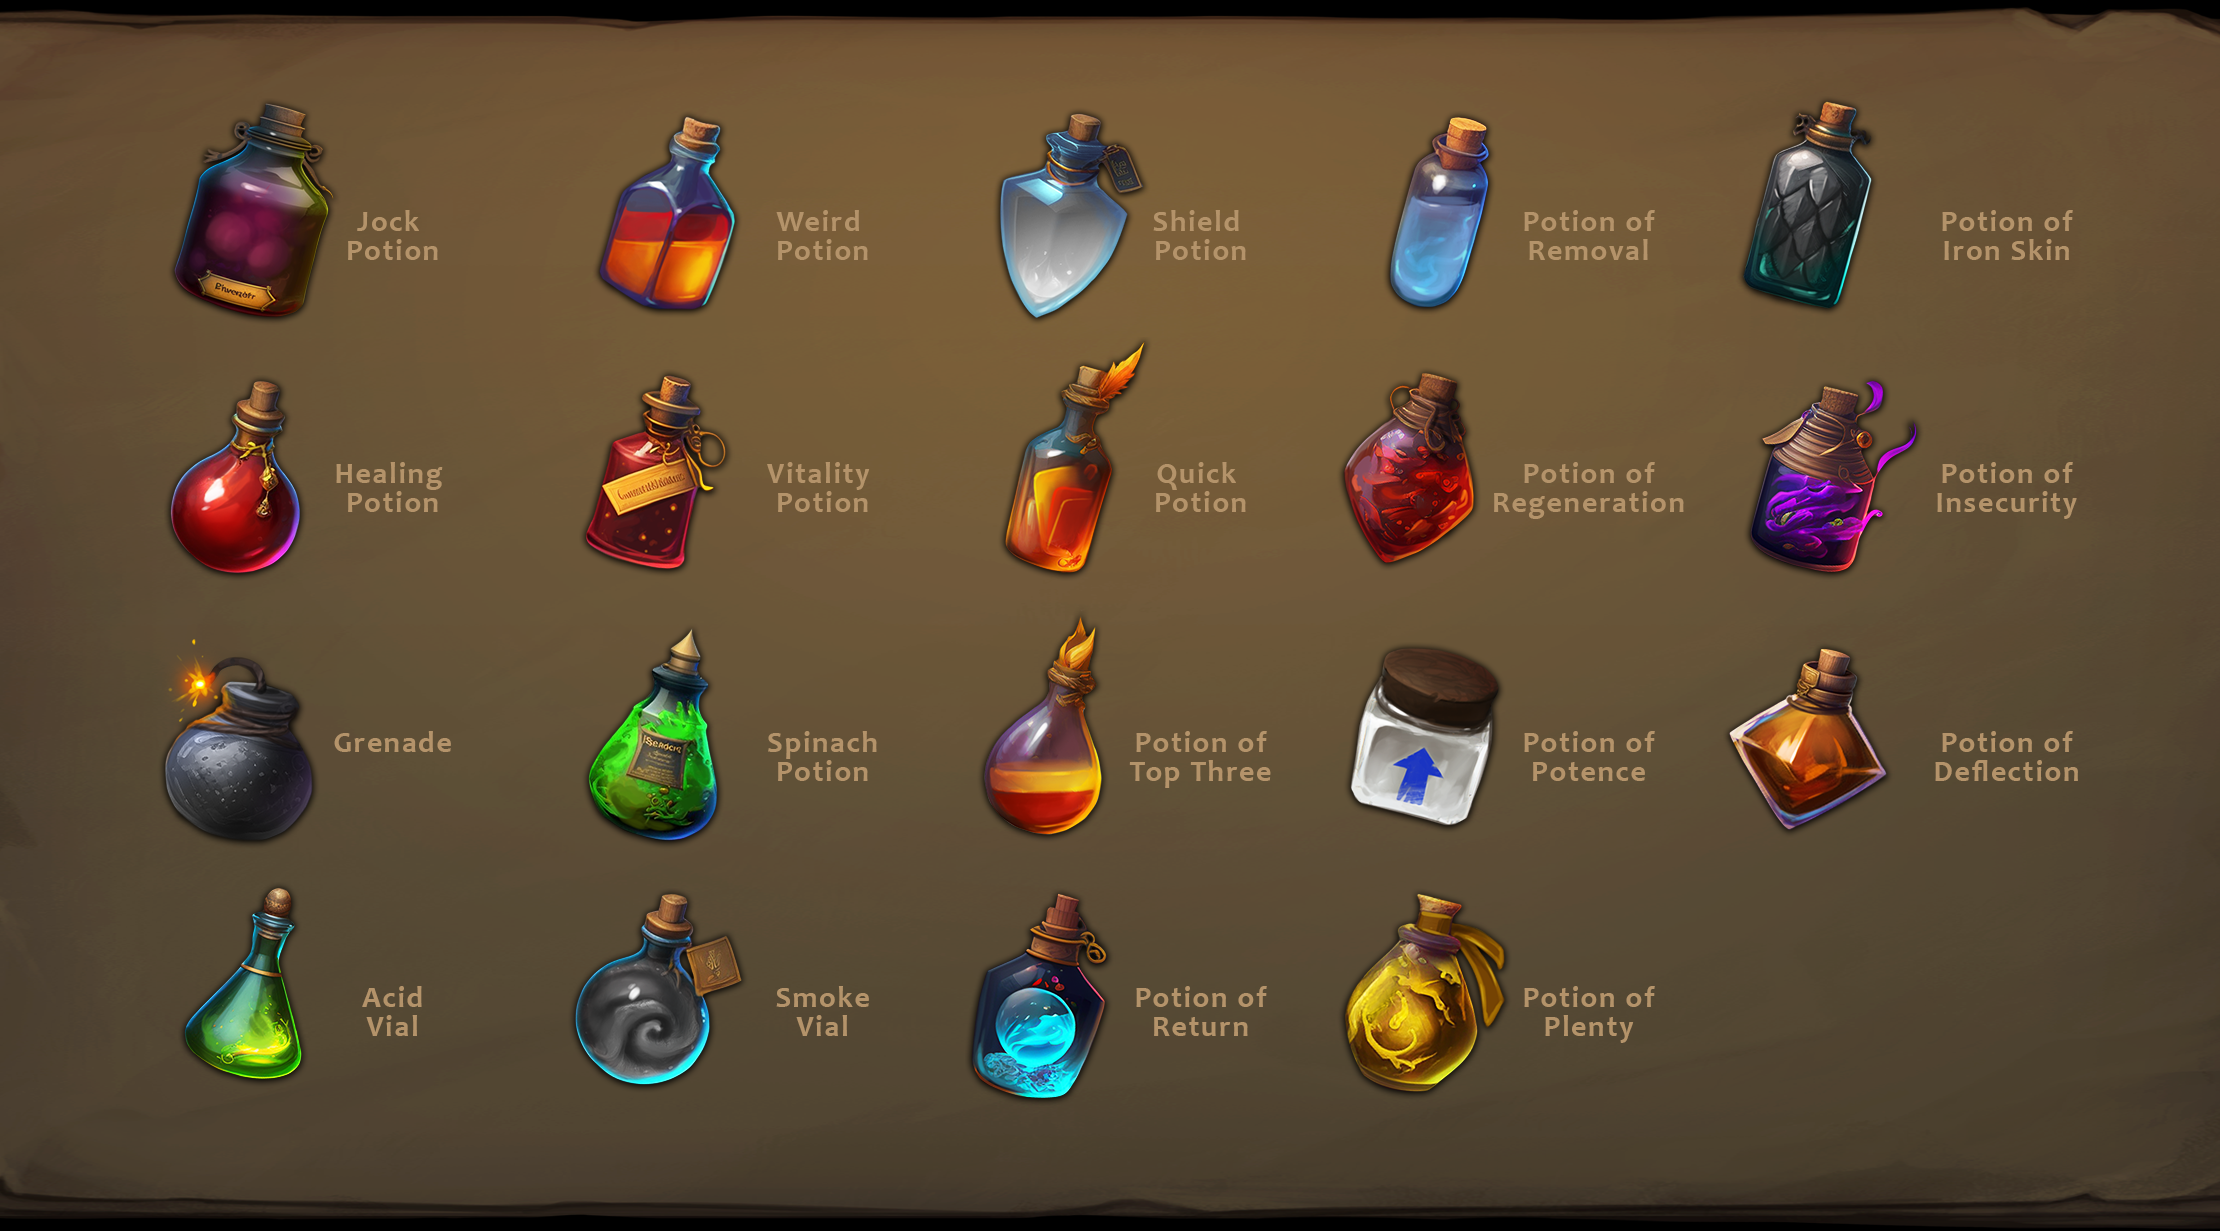 Jock
Potion
Weird
Potion
Shield
Potion
Potion of
Removal
Potion of
Iron Skin
Healing
Potion
Vitality
Potion
Quick
Potion
Potion of
Regeneration
Potion of
Insecurity
Grenade
Spinach
Potion
Potion of
Top Three
Potion of
Potence
Potion of
Deflection
Acid
Vial
Smoke
Vial
Potion of
Return
Potion of
Plenty